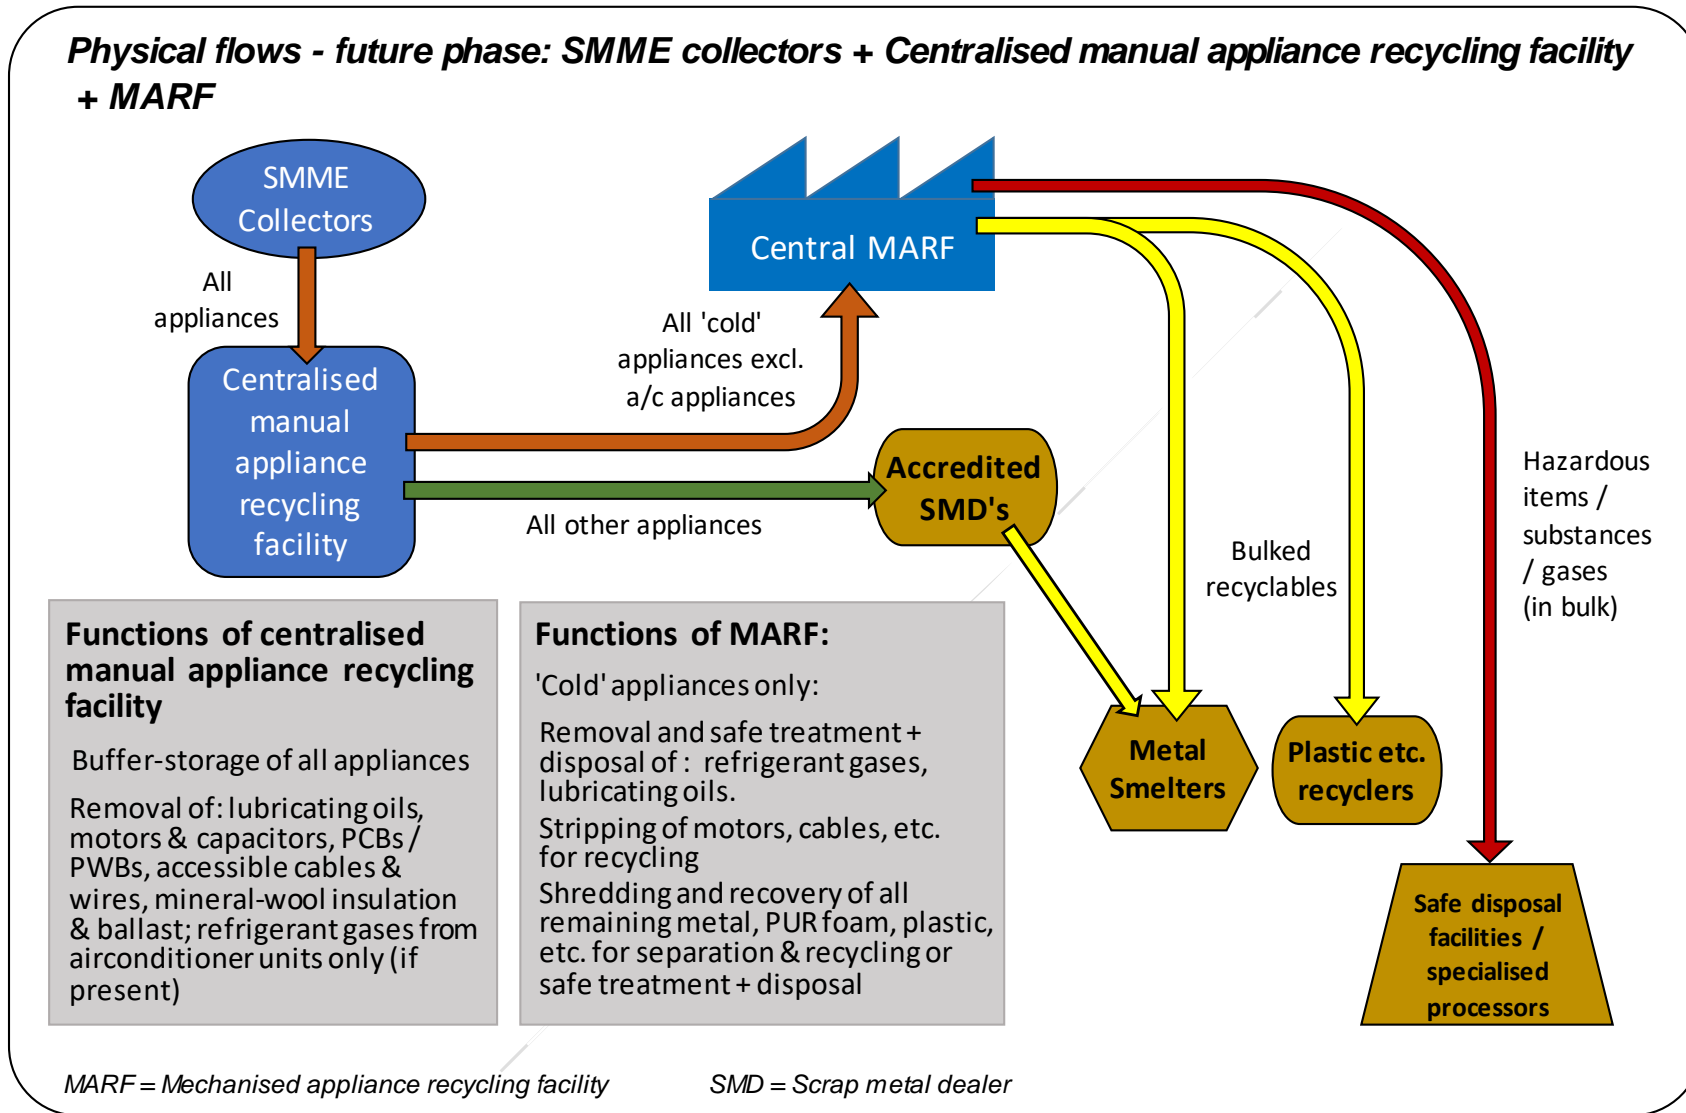 Physical flows - future phase: SMME collectors + Centralised manual appliance recycling facility
+ MARF
SMME
Collectors
All
appliances
Centralised
manual
appliance
recycling
facility
Central MARF
All 'cold'
appliances excl.
a/c appliances
All other appliances
Accredited
SMD's
Bulked
recyclables
Hazardous
items /
substances
/ gases
(in bulk)
Metal
Smelters
Plastic etc.
recyclers
Safe disposal
facilities /
specialised
processors
Functions of centralised
manual appliance recycling
facility
Buffer-storage of all appliances
Removal of: lubricating oils,
motors & capacitors, PCBs /
PWBs, accessible cables &
wires, mineral-wool insulation
& ballast; refrigerant gases from
airconditioner units only (if
present)
Functions of MARF:
'Cold' appliances only:
Removal and safe treatment +
disposal of : refrigerant gases,
lubricating oils.
Stripping of motors, cables, etc.
for recycling
Shredding and recovery of all
remaining metal, PUR foam, plastic,
etc. for separation & recycling or
safe treatment + disposal
MARF = Mechanised appliance recycling facility
SMD = Scrap metal dealer